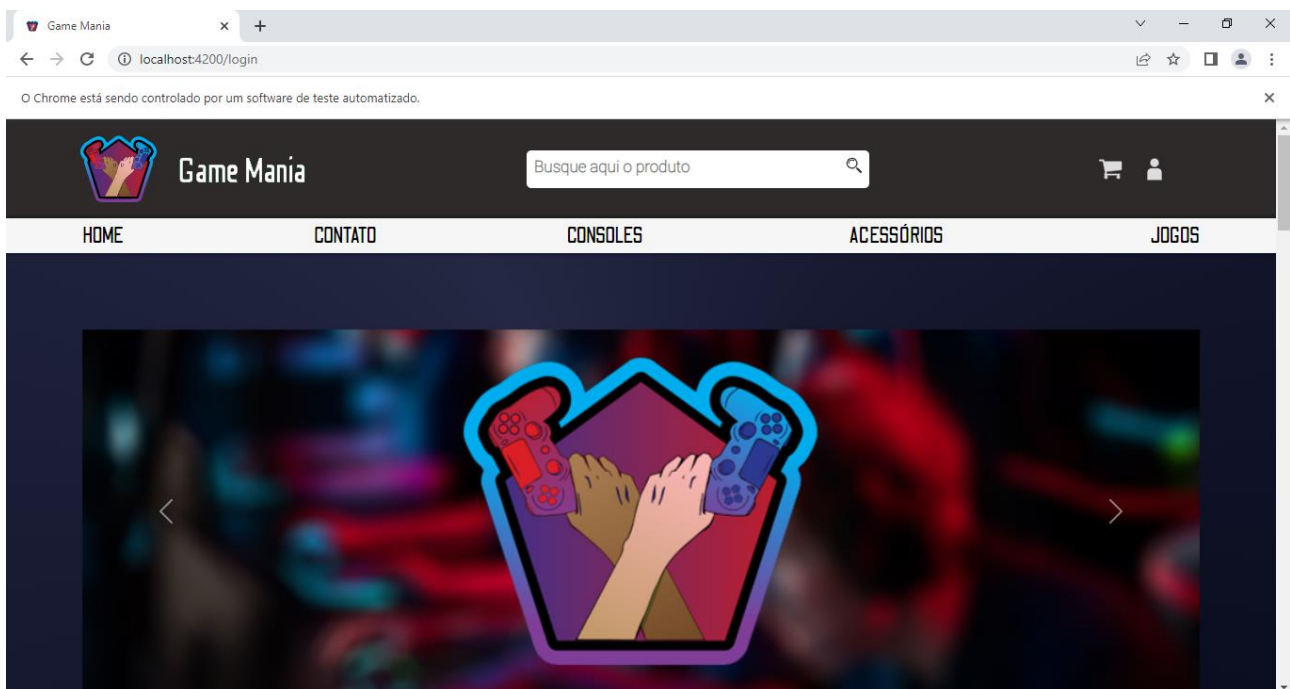 Game Mania
localhost:4200/login
O Chrome está sendo controlado por um software de teste automatizado.
Game Mania
Busque aqui o produto
HOME CONTATO CONSOLES ACESSÓRIOS JOGOS